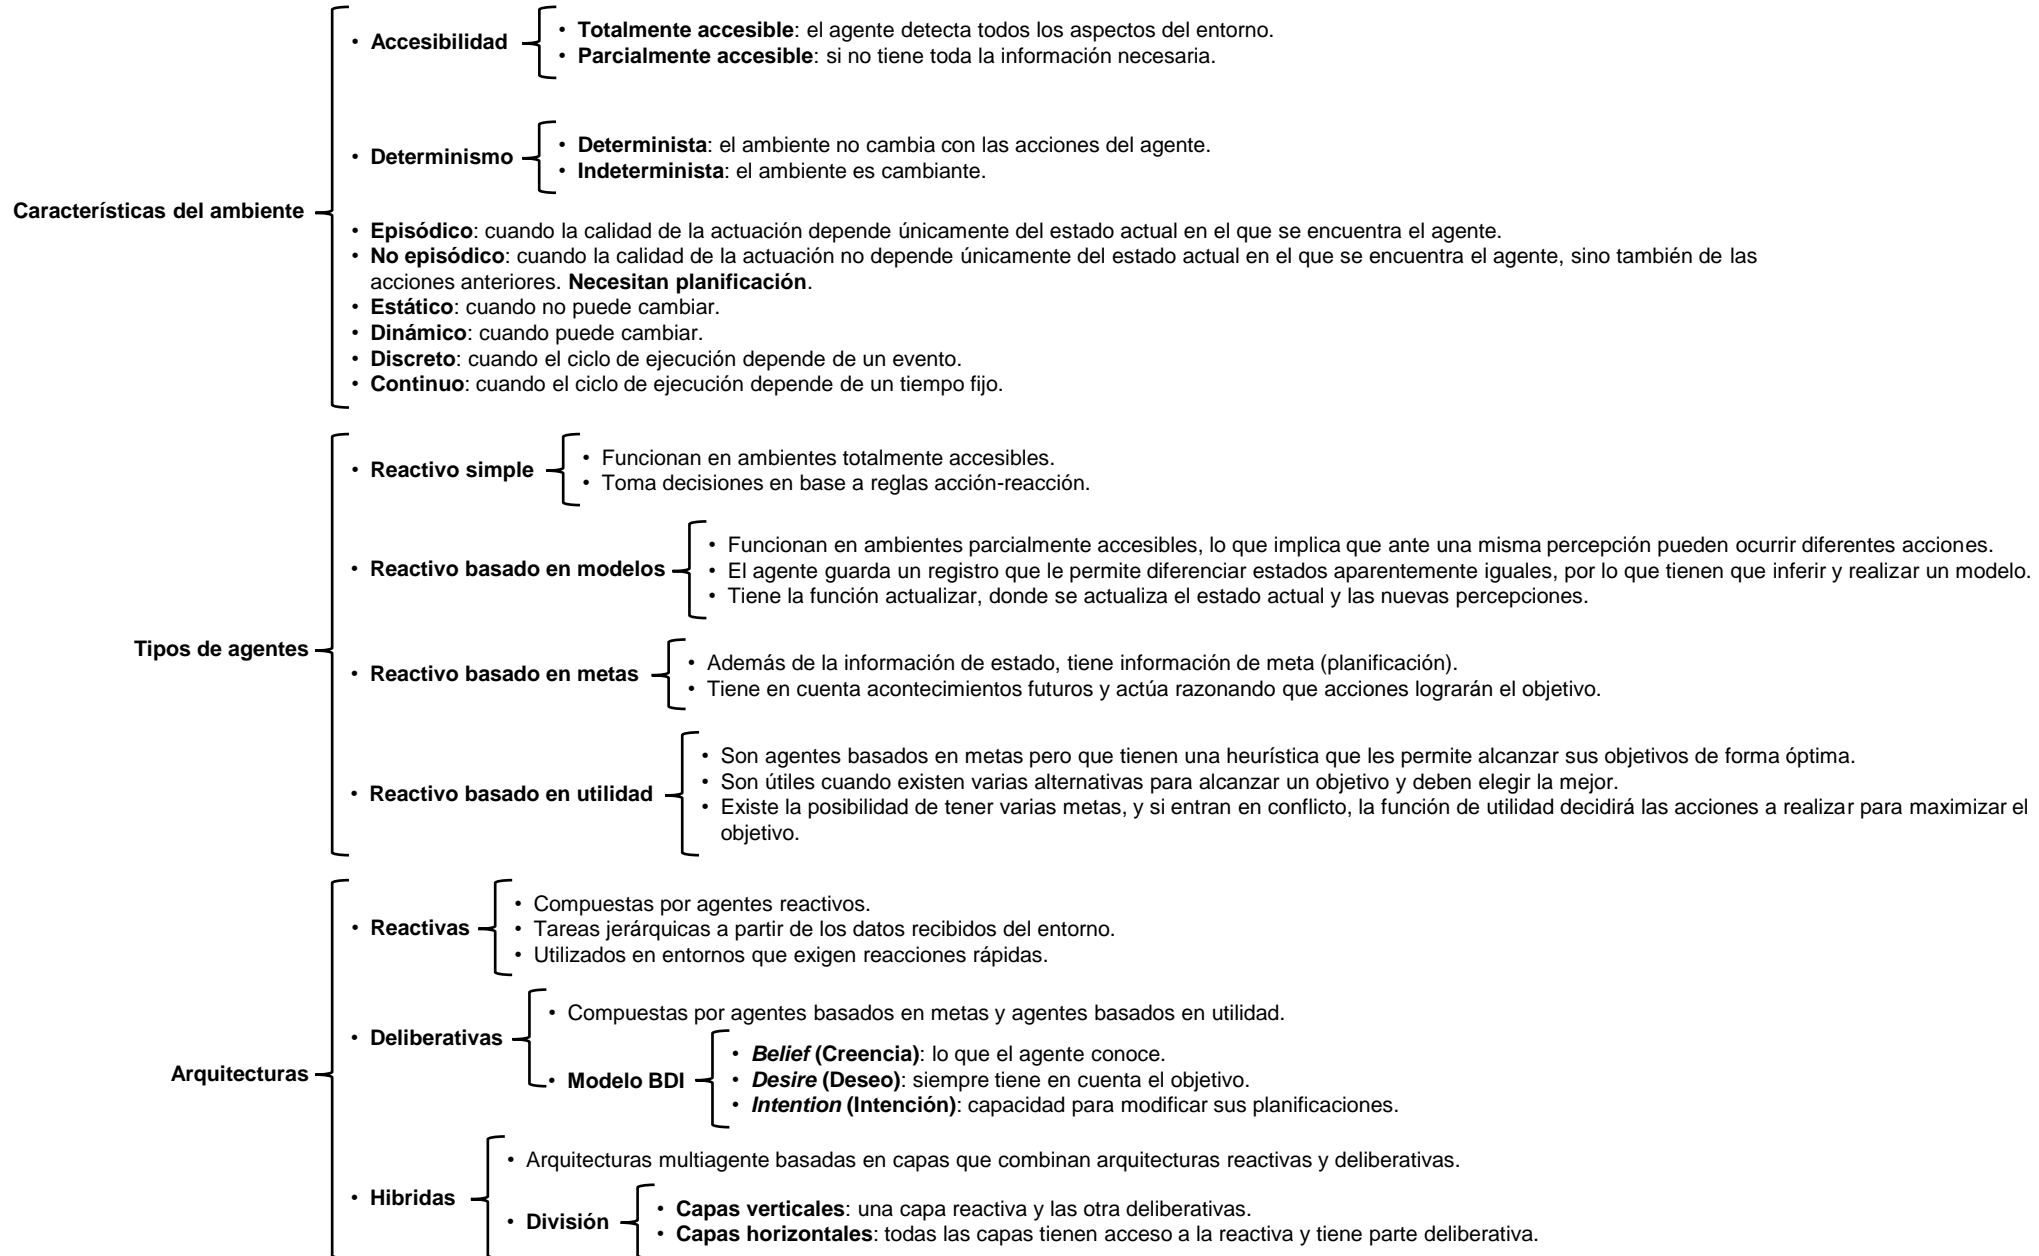 • Accesibilidad
• Totalmente accesible: el agente detecta todos los aspectos del entorno.
• Parcialmente accesible: si no tiene toda la información necesaria.
• Determinismo
• Determinista: el ambiente no cambia con las acciones del agente.
• Indeterminista: el ambiente es cambiante.
Características del ambiente
• Episódico: cuando la calidad de la actuación depende únicamente del estado actual en el que se encuentra el agente.
• No episódico: cuando la calidad de la actuación no depende únicamente del estado actual en el que se encuentra el agente, sino también de las
acciones anteriores. Necesitan planificación.
• Estático: cuando no puede cambiar.
• Dinámico: cuando puede cambiar.
• Discreto: cuando el ciclo de ejecución depende de un evento.
• Continuo: cuando el ciclo de ejecución depende de un tiempo fijo.
• Reactivo simple
• Funcionan en ambientes totalmente accesibles.
• Toma decisiones en base a reglas acción-reacción.
• Reactivo basado en modelos
• Funcionan en ambientes parcialmente accesibles, lo que implica que ante una misma percepción pueden ocurrir diferentes acciones.
• El agente guarda un registro que le permite diferenciar estados aparentemente iguales, por lo que tienen que inferir y realizar un modelo.
• Tiene la función actualizar, donde se actualiza el estado actual y las nuevas percepciones.
Tipos de agentes
• Reactivo basado en metas
• Además de la información de estado, tiene información de meta (planificación).
• Tiene en cuenta acontecimientos futuros y actúa razonando que acciones lograrán el objetivo.
• Reactivo basado en utilidad
• Son agentes basados en metas pero que tienen una heurística que les permite alcanzar sus objetivos de forma óptima.
• Son útiles cuando existen varias alternativas para alcanzar un objetivo y deben elegir la mejor.
• Existe la posibilidad de tener varias metas, y si entran en conflicto, la función de utilidad decidirá las acciones a realizar para maximizar el
objetivo.
• Reactivas
• Compuestas por agentes reactivos.
• Tareas jerárquicas a partir de los datos recibidos del entorno.
• Utilizados en entornos que exigen reacciones rápidas.
• Deliberativas
• Compuestas por agentes basados en metas y agentes basados en utilidad.
Arquitecturas
• Modelo BDI
• Belief (Creencia): lo que el agente conoce.
• Desire (Deseo): siempre tiene en cuenta el objetivo.
• Intention (Intención): capacidad para modificar sus planificaciones.
• Hibridas
• Arquitecturas multiagente basadas en capas que combinan arquitecturas reactivas y deliberativas.
• División
• Capas verticales: una capa reactiva y las otra deliberativas.
• Capas horizontales: todas las capas tienen acceso a la reactiva y tiene parte deliberativa.